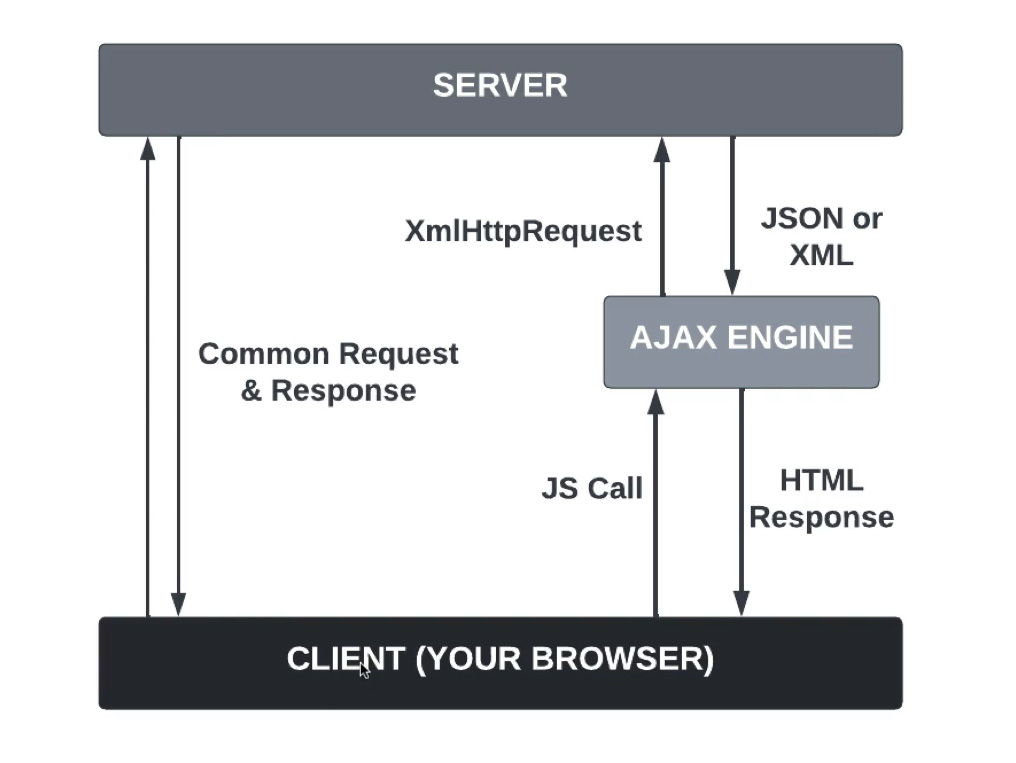 SERVER
XmlHttpRequest
JSON or
XML
AJAX ENGINE
Common Request
& Response
JS Call
HTML
Response
CLIENT (YOUR BROWSER)